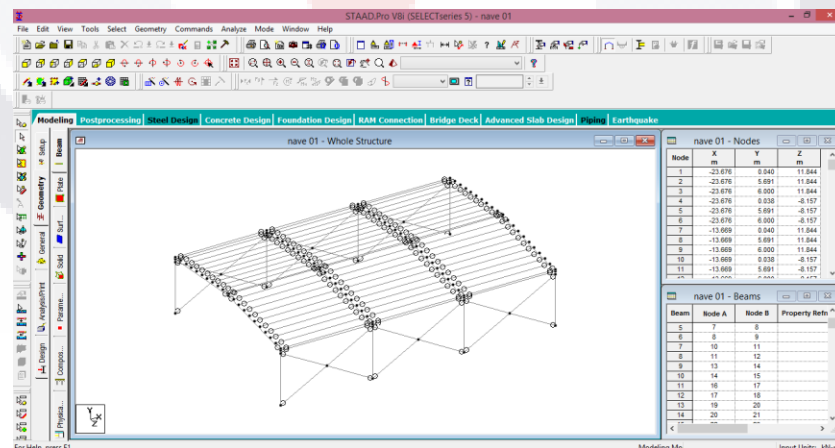 STAAD.Pro V8i (SELECTseries 5) - nave 01
File Edit View Tools Select Geometry Commands Analyze Mode Window Help
Modeling Postprocessing Steel Design Concrete Design Foundation Design RAM Connection Bridge Deck Advanced Slab Design Piping Earthquake
Setup
Geometry
General
Analysis/Print
Design
Beam
Plate
Surf...
Solid
Parame...
Compos...
Physica...
nave 01 - Whole Structure
Y
X
Z
nave 01 - Nodes
Node X Y Z
m m m
1 -23.676 0.040 11.844
2 -23.676 5.691 11.844
3 -23.676 6.000 11.844
4 -23.676 0.038 -8.157
5 -23.676 5.691 -8.157
6 -23.676 6.000 -8.157
7 -13.669 0.040 11.844
8 -13.669 5.691 11.844
9 -13.669 6.000 11.844
10 -13.669 0.038 -8.157
11 -13.669 5.691 -8.157
nave 01 - Beams
Beam Node A Node B Property Refn
5 7 8
6 8 9
7 10 11
8 11 12
9 13 14
10 14 15
11 16 17
12 17 18
13 19 20
14 20 21
For Help, press F1
Modeling Mo
Input Units: